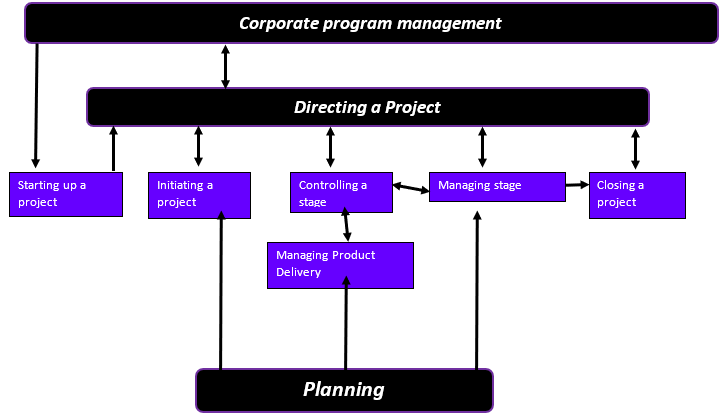 Corporate program management
Directing a Project
Starting up a
project
Initiating a
project
Controlling a
stage
Managing stage
Closing a
project
Managing Product
Delivery
Planning